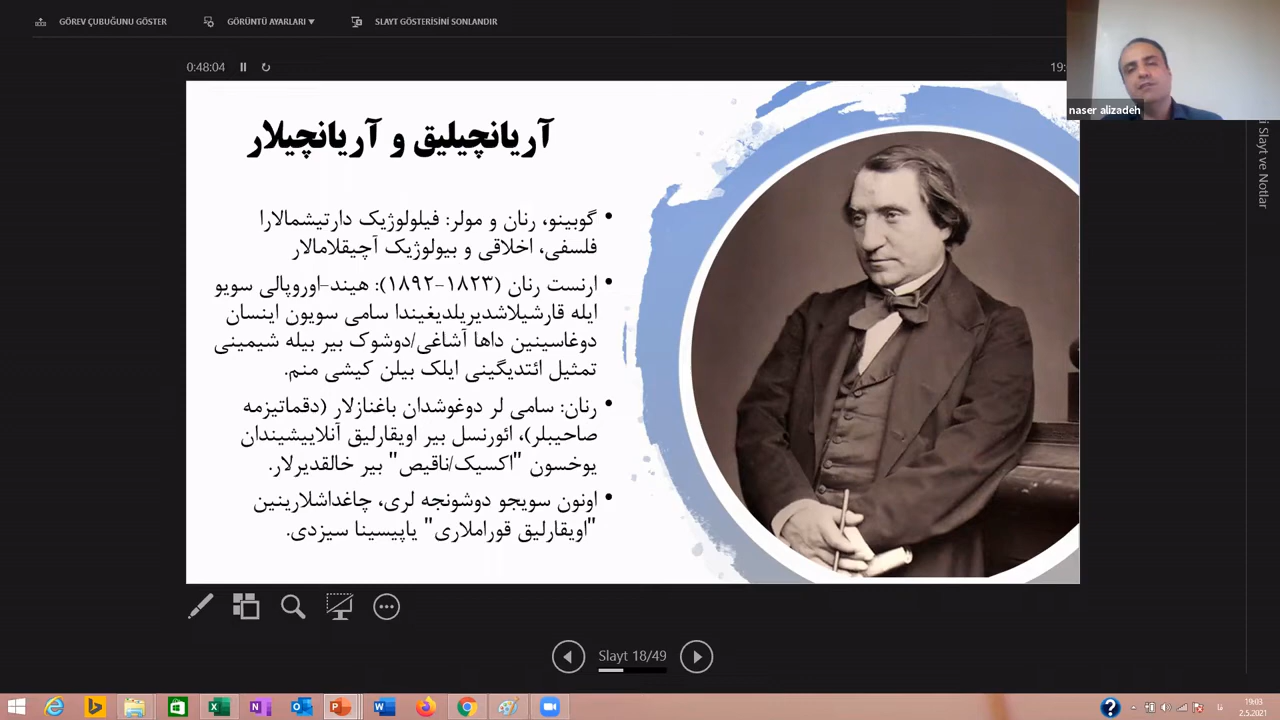 GÖREV ÇUBUĞUNU GÖSTER
GÖRÜNTÜ AYARLARI ▼
SLAYT GÖSTERİSİNİ SONLANDIR
0:48:04
19:
naser alizadeh
i Slayt ve Notlar
آریانچیلیق و آریانچیلار
• گوبینو، رنان و مولر: فیلولوژیک دارتیشمالارا
فلسفی، اخلاقی و بیولوژیک آچیقلامالار
• ارنست رنان (۱۸۲۳-۱۸۹۲): هیند-اوروپالی سویو
ایله قارشیلاشدیریلدیغیندا سامی سویون اینسان
دوغاسینین داها آشاغی/دوشوک بیر بیله شیمینی
تمثیل ائتدیگینی ایلک بیلن کیشی منم.
• رنان: سامی لر دوغوشدان باغنازلار (دقماتیزمه
صاحیبلر)، ائورنسل بیر اویقارلیق آنلاییشیندان
یوخسون "اکسیک/ناقیص" بیر خالقدیرلار.
• اونون سویجو دوشونجه لری، چاغداشلارینین
"اویقارلیق قوراملاری" یاپیسینا سیزدی.
Slayt 18/49
19:03
2.5.2021